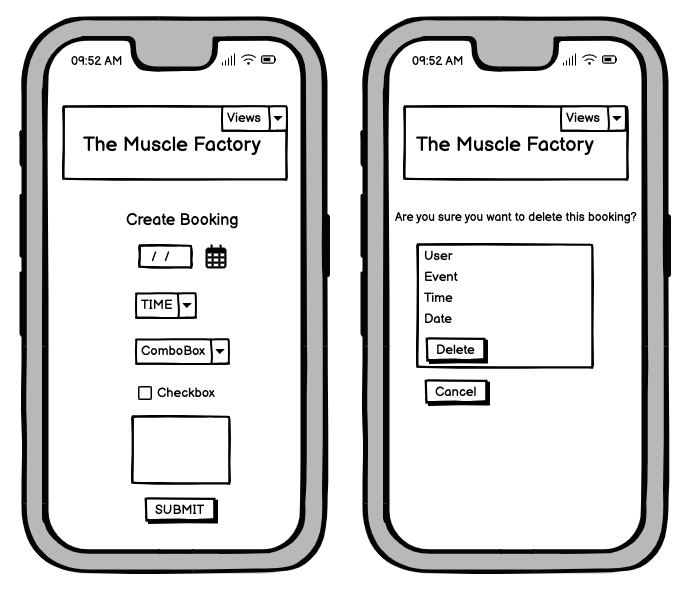 09:52 AM
Views
The Muscle Factory
Create Booking
/ /
TIME
ComboBox
Checkbox
SUBMIT
09:52 AM
Views
The Muscle Factory
Are you sure you want to delete this booking?
User
Event
Time
Date
Delete
Cancel